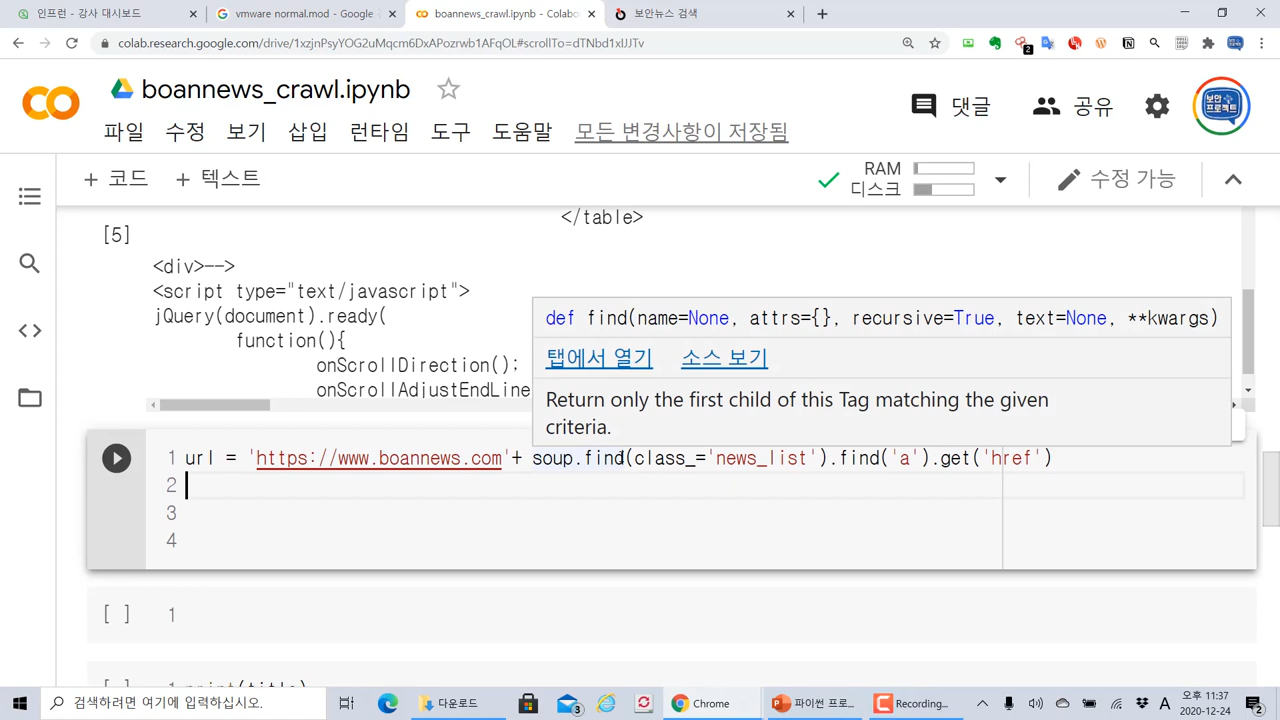 인프런 - 강사 대시보드
vmware normal.mod - Google
boannews_crawl.ipynb - Colabo
보안뉴스 검색
colab.research.google.com/drive/1xzjnPsyYOG2uMqcm6DxAPozrwb1AFqOL#scrollTo=dTNbd1xIJJTv
boannews_crawl.ipynb
댓글
공유
파일 수정 보기 삽입 런타임 도구 도움말 모든 변경사항이 저장됨
+ 코드 + 텍스트
RAM
디스크
수정 가능
</table>
[5]
<div>-->
<script type="text/javascript">
jQuery(document).ready(
function(){
onScrollDirection();
onScrollAdjustEndLine
def find(name=None, attrs={}, recursive=True, text=None, **kwargs)
탭에서 열기 소스 보기
Return only the first child of this Tag matching the given
criteria.
1 url = 'https://www.boannews.com'+ soup.find(class_='news_list').find('a').get('href')
2
3
4
[ ] 1
[ ] print(title)
검색하려면 여기에 입력하십시오.
다운로드
3
Chrome
파이썬 프로...
Recording...
A
오후 11:37
2020-12-24
2